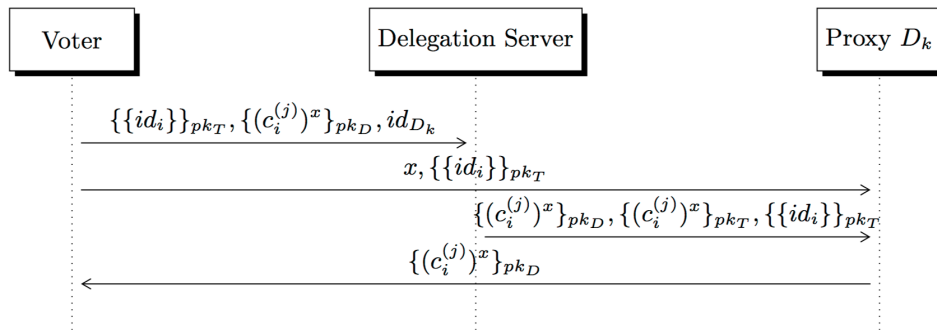 Voter
Delegation Server
Proxy $D_k$
$\{\{id_i\}\}_{pk_T}, \{(c_i^{(j)})^x\}_{pk_D}, id_{D_k}$
$x, \{\{id_i\}\}_{pk_T}$
$\{(c_i^{(j)})^x\}_{pk_D}, \{(c_i^{(j)})^x\}_{pk_T}, \{\{id_i\}\}_{pk_T}$
$\{(c_i^{(j)})^x\}_{pk_D}$